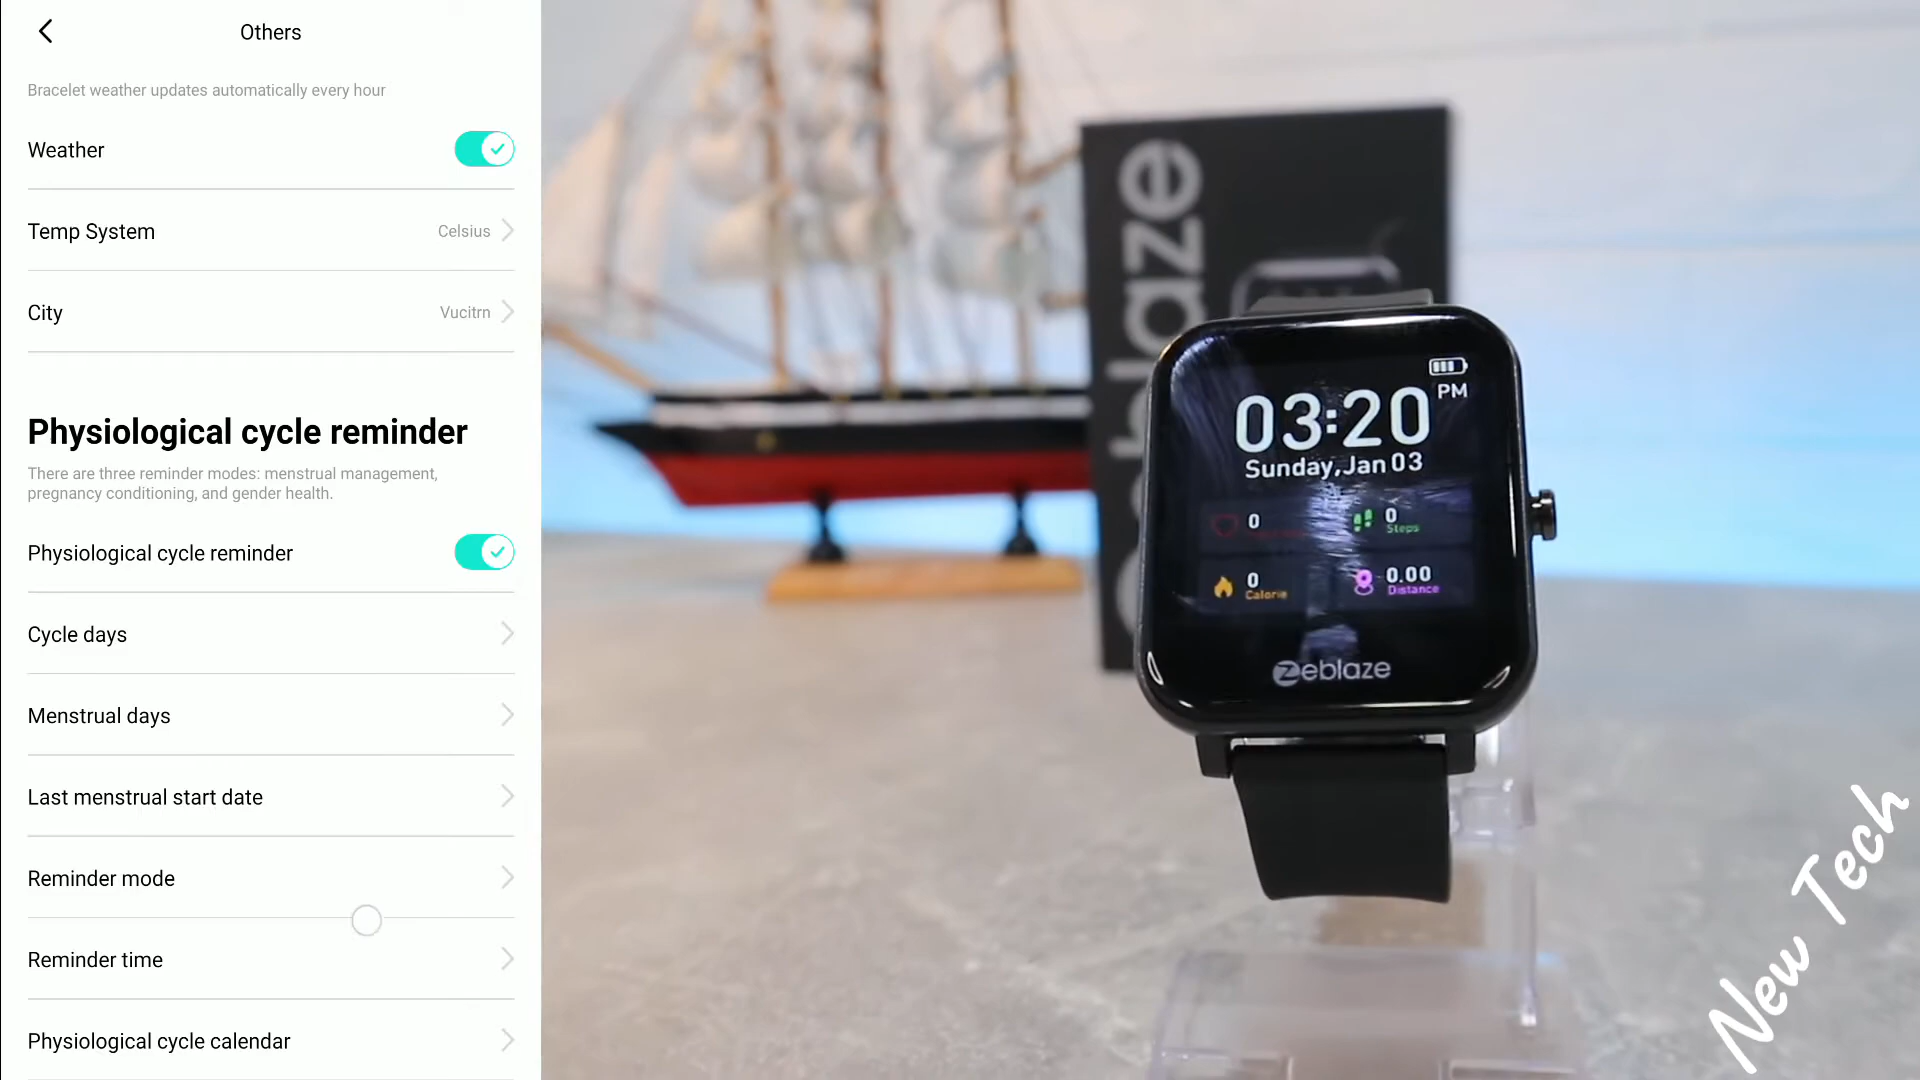 Others
Bracelet weather updates automatically every hour
Weather
Temp System
Celsius
City
Vucitrn
Physiological cycle reminder
There are three reminder modes: menstrual management,
pregnancy conditioning, and gender health.
Physiological cycle reminder
Cycle days
Menstrual days
Last menstrual start date
Reminder mode
Reminder time
Physiological cycle calendar
03:20
PM
Sunday,Jan 03
0
0
Steps
0
Calorie
0.00
Distance
zeblaze
New Tech